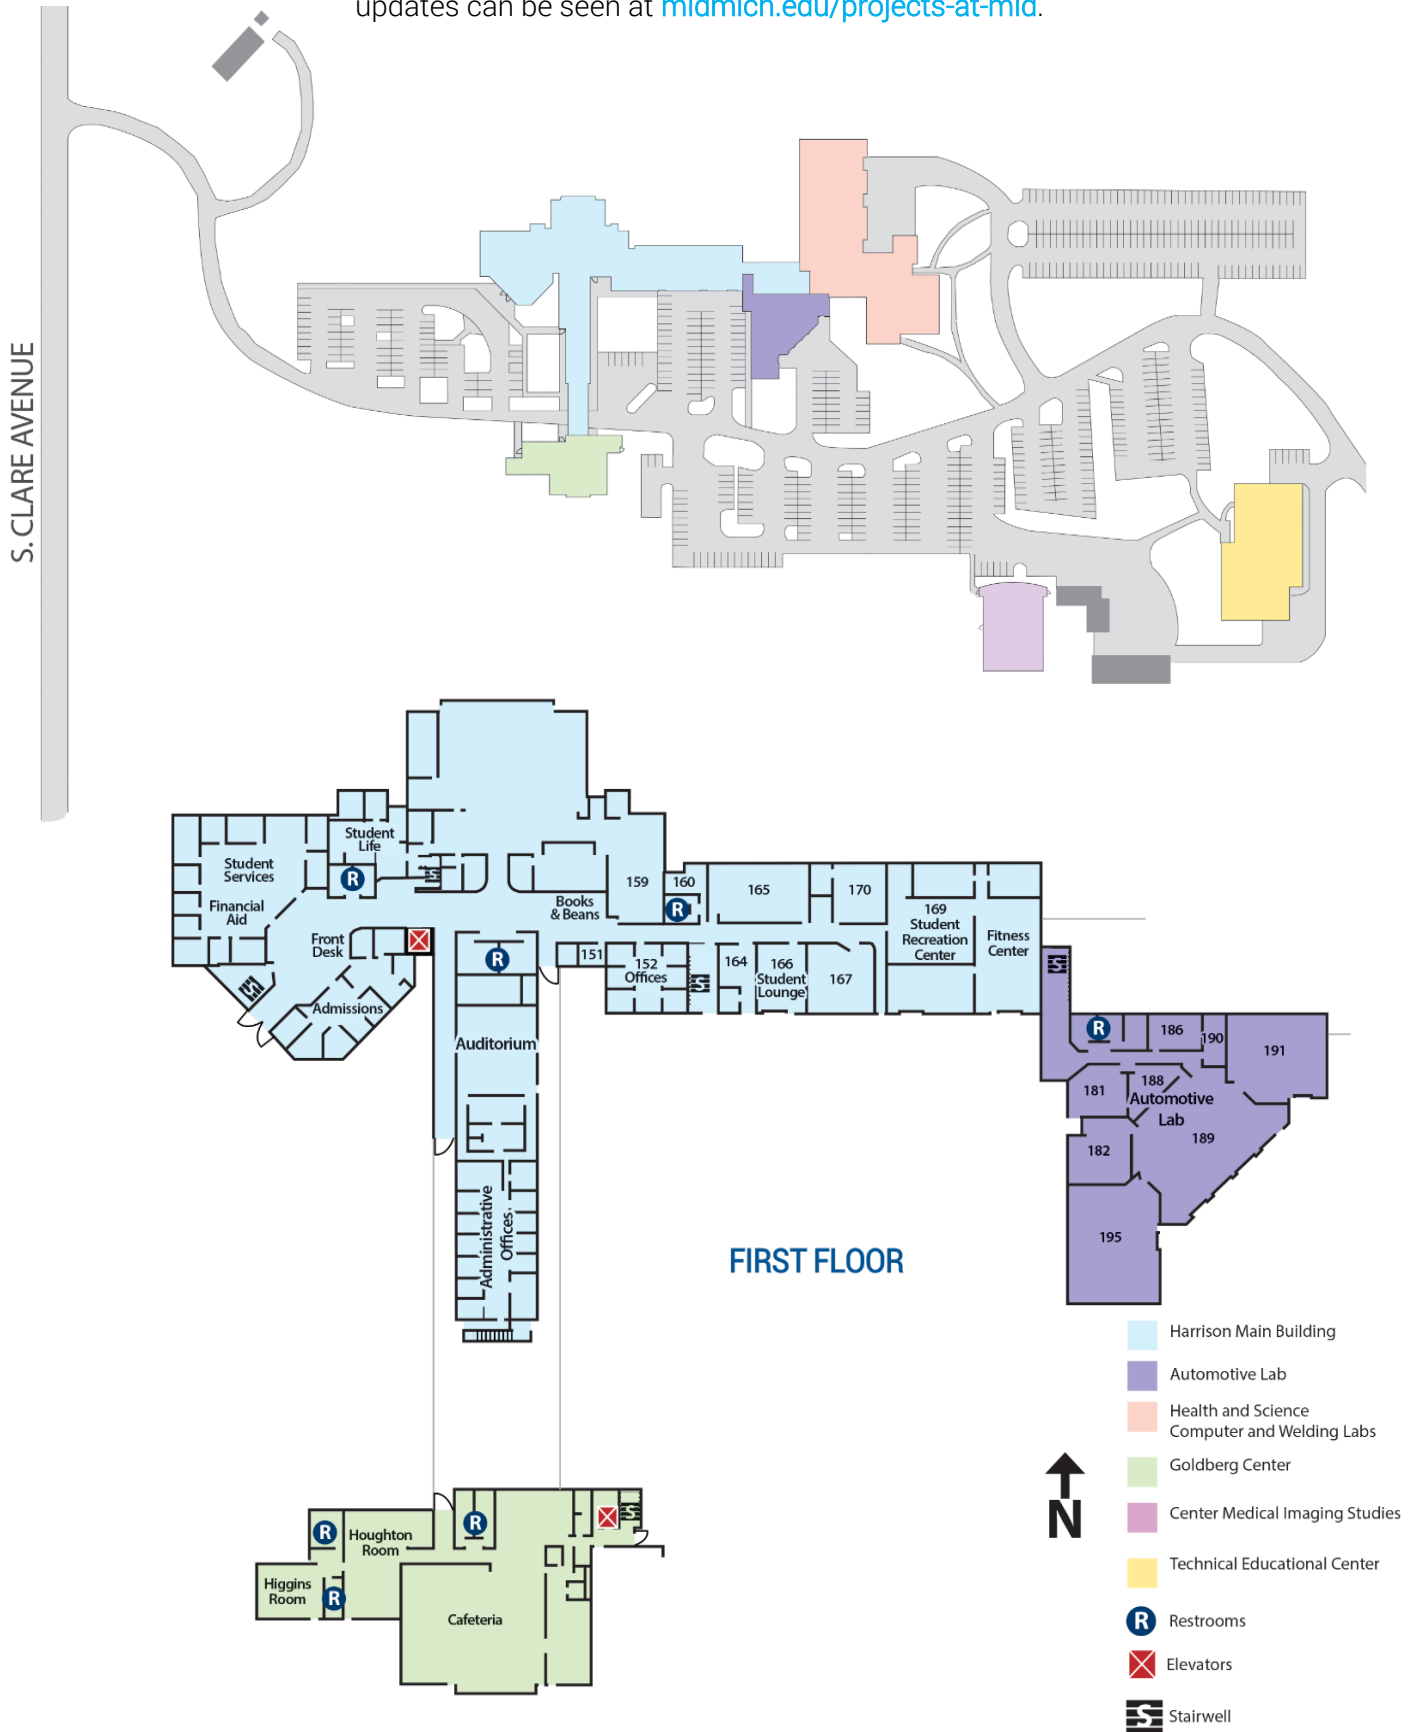 updates can be seen at midmich.edu/projects-at-mid.
S. CLARE AVENUE
Student
Life
Student
Services
R
S
Financial
Aid
Front
Desk
S
Admissions
R
Books
& Beans
159
160
R
165
170
169
Student
Recreation
Center
Fitness
Center
151
152
Offices
S
164
166
Student
Lounge
167
Auditorium
Administrative
Offices
S
R
186
190
191
181
188
Automotive
Lab
189
182
195
FIRST FLOOR
R
Houghton
Room
R
S
Higgins
Room
R
Cafeteria
N
Harrison Main Building
Automotive Lab
Health and Science
Computer and Welding Labs
Goldberg Center
Center Medical Imaging Studies
Technical Educational Center
R Restrooms
Elevators
S Stairwell